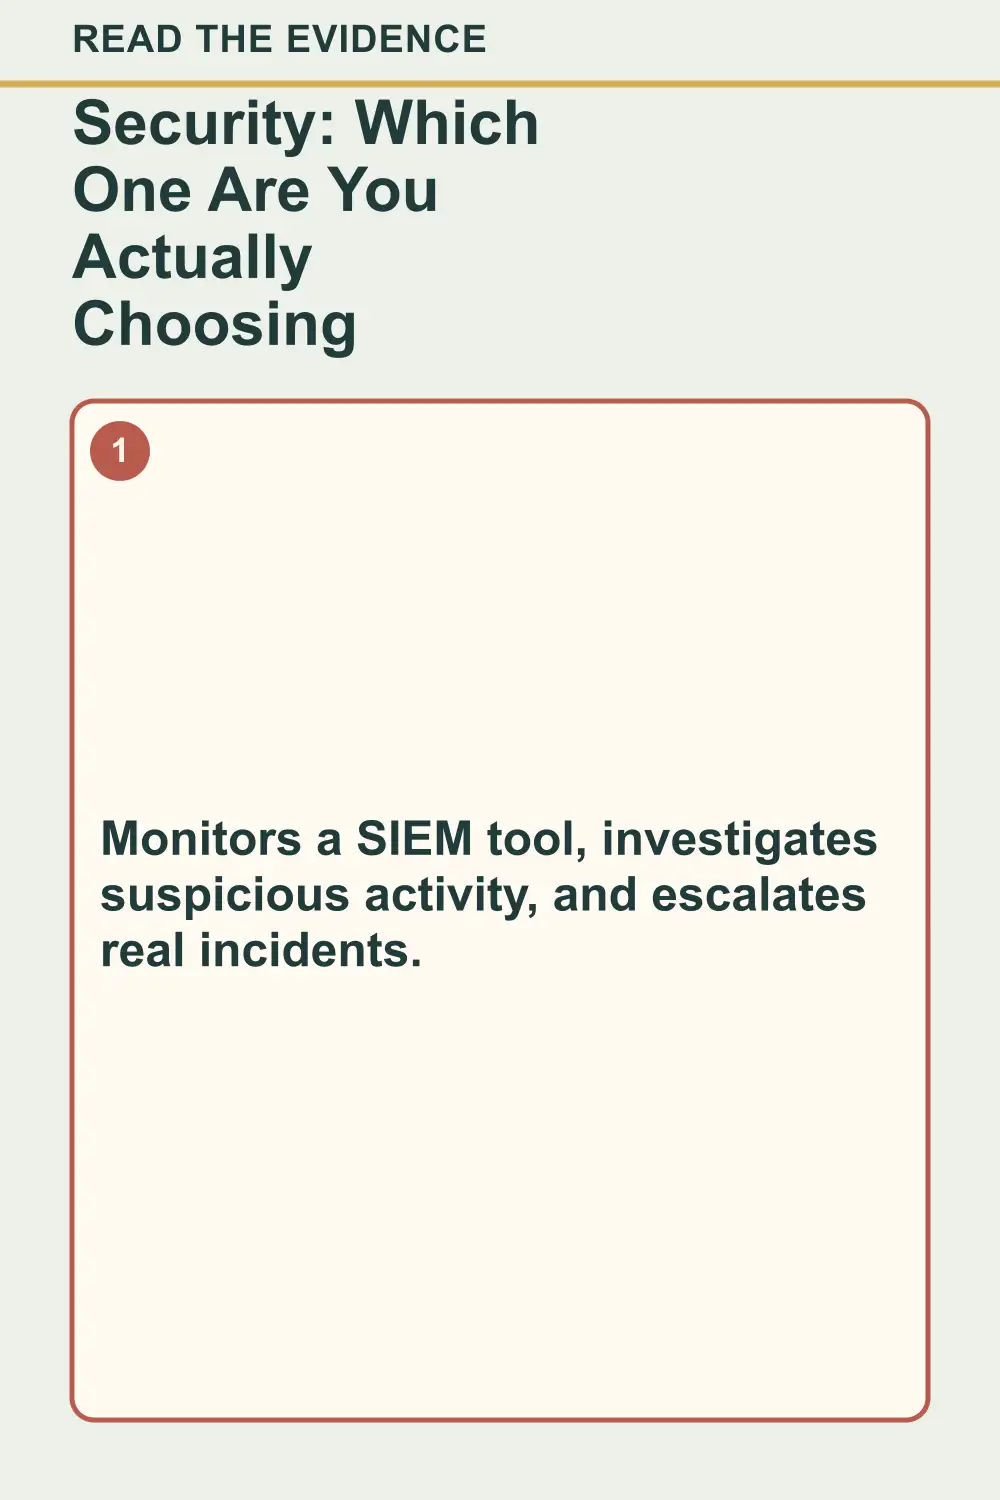 READ THE EVIDENCE
Security: Which
One Are You
Actually
Choosing
1
Monitors a SIEM tool, investigates
suspicious activity, and escalates
real incidents.